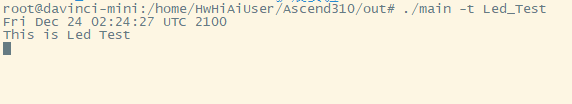 root@davinci-mini:/home/HwHiAiUser/Ascend310/out# ./main -t Led_Test
Fri Dec 24 02:24:27 UTC 2100
This is Led Test